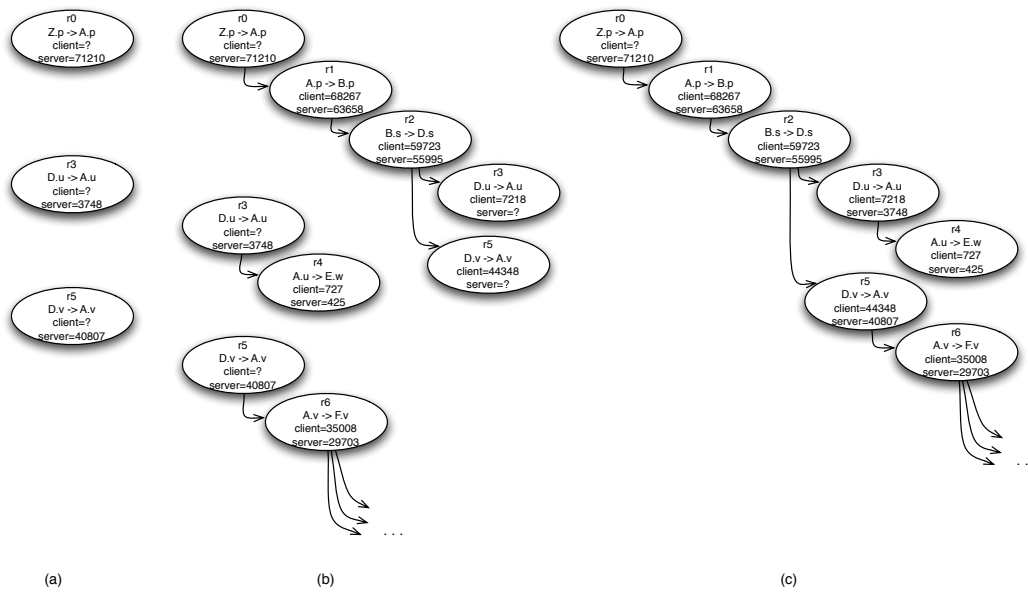 r0
Z.p -> A.p
client=?
server=71210
r3
D.u -> A.u
client=?
server=3748
r5
D.v -> A.v
client=?
server=40807
(a)
r0
Z.p -> A.p
client=?
server=71210
r1
A.p -> B.p
client=68267
server=63658
r2
B.s -> D.s
client=59723
server=55995
r3
D.u -> A.u
client=7218
server=?
r5
D.v -> A.v
client=44348
server=?
r3
D.u -> A.u
client=?
server=3748
r4
A.u -> E.w
client=727
server=425
r5
D.v -> A.v
client=?
server=40807
r6
A.v -> F.v
client=35008
server=29703
. . .
(b)
r0
Z.p -> A.p
client=?
server=71210
r1
A.p -> B.p
client=68267
server=63658
r2
B.s -> D.s
client=59723
server=55995
r3
D.u -> A.u
client=7218
server=3748
r4
A.u -> E.w
client=727
server=425
r5
D.v -> A.v
client=44348
server=40807
r6
A.v -> F.v
client=35008
server=29703
. .
(c)